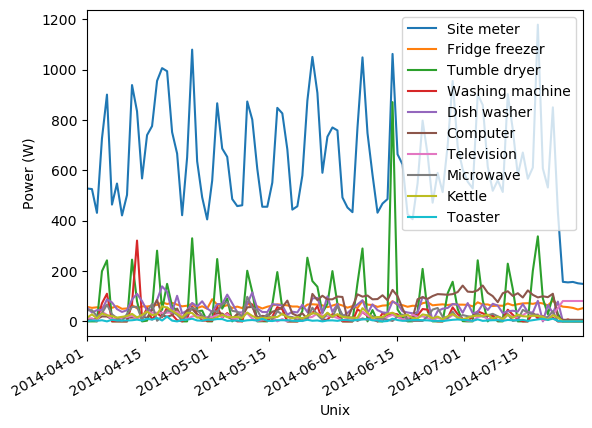 1200
1000
800
600
400
200
0
Power (W)
Site meter
Fridge freezer
Tumble dryer
Washing machine
Dish washer
Computer
Television
Microwave
Kettle
Toaster
2014-04-01
2014-04-15
2014-05-01
2014-05-15
2014-06-01
2014-06-15
2014-07-01
2014-07-15
Unix